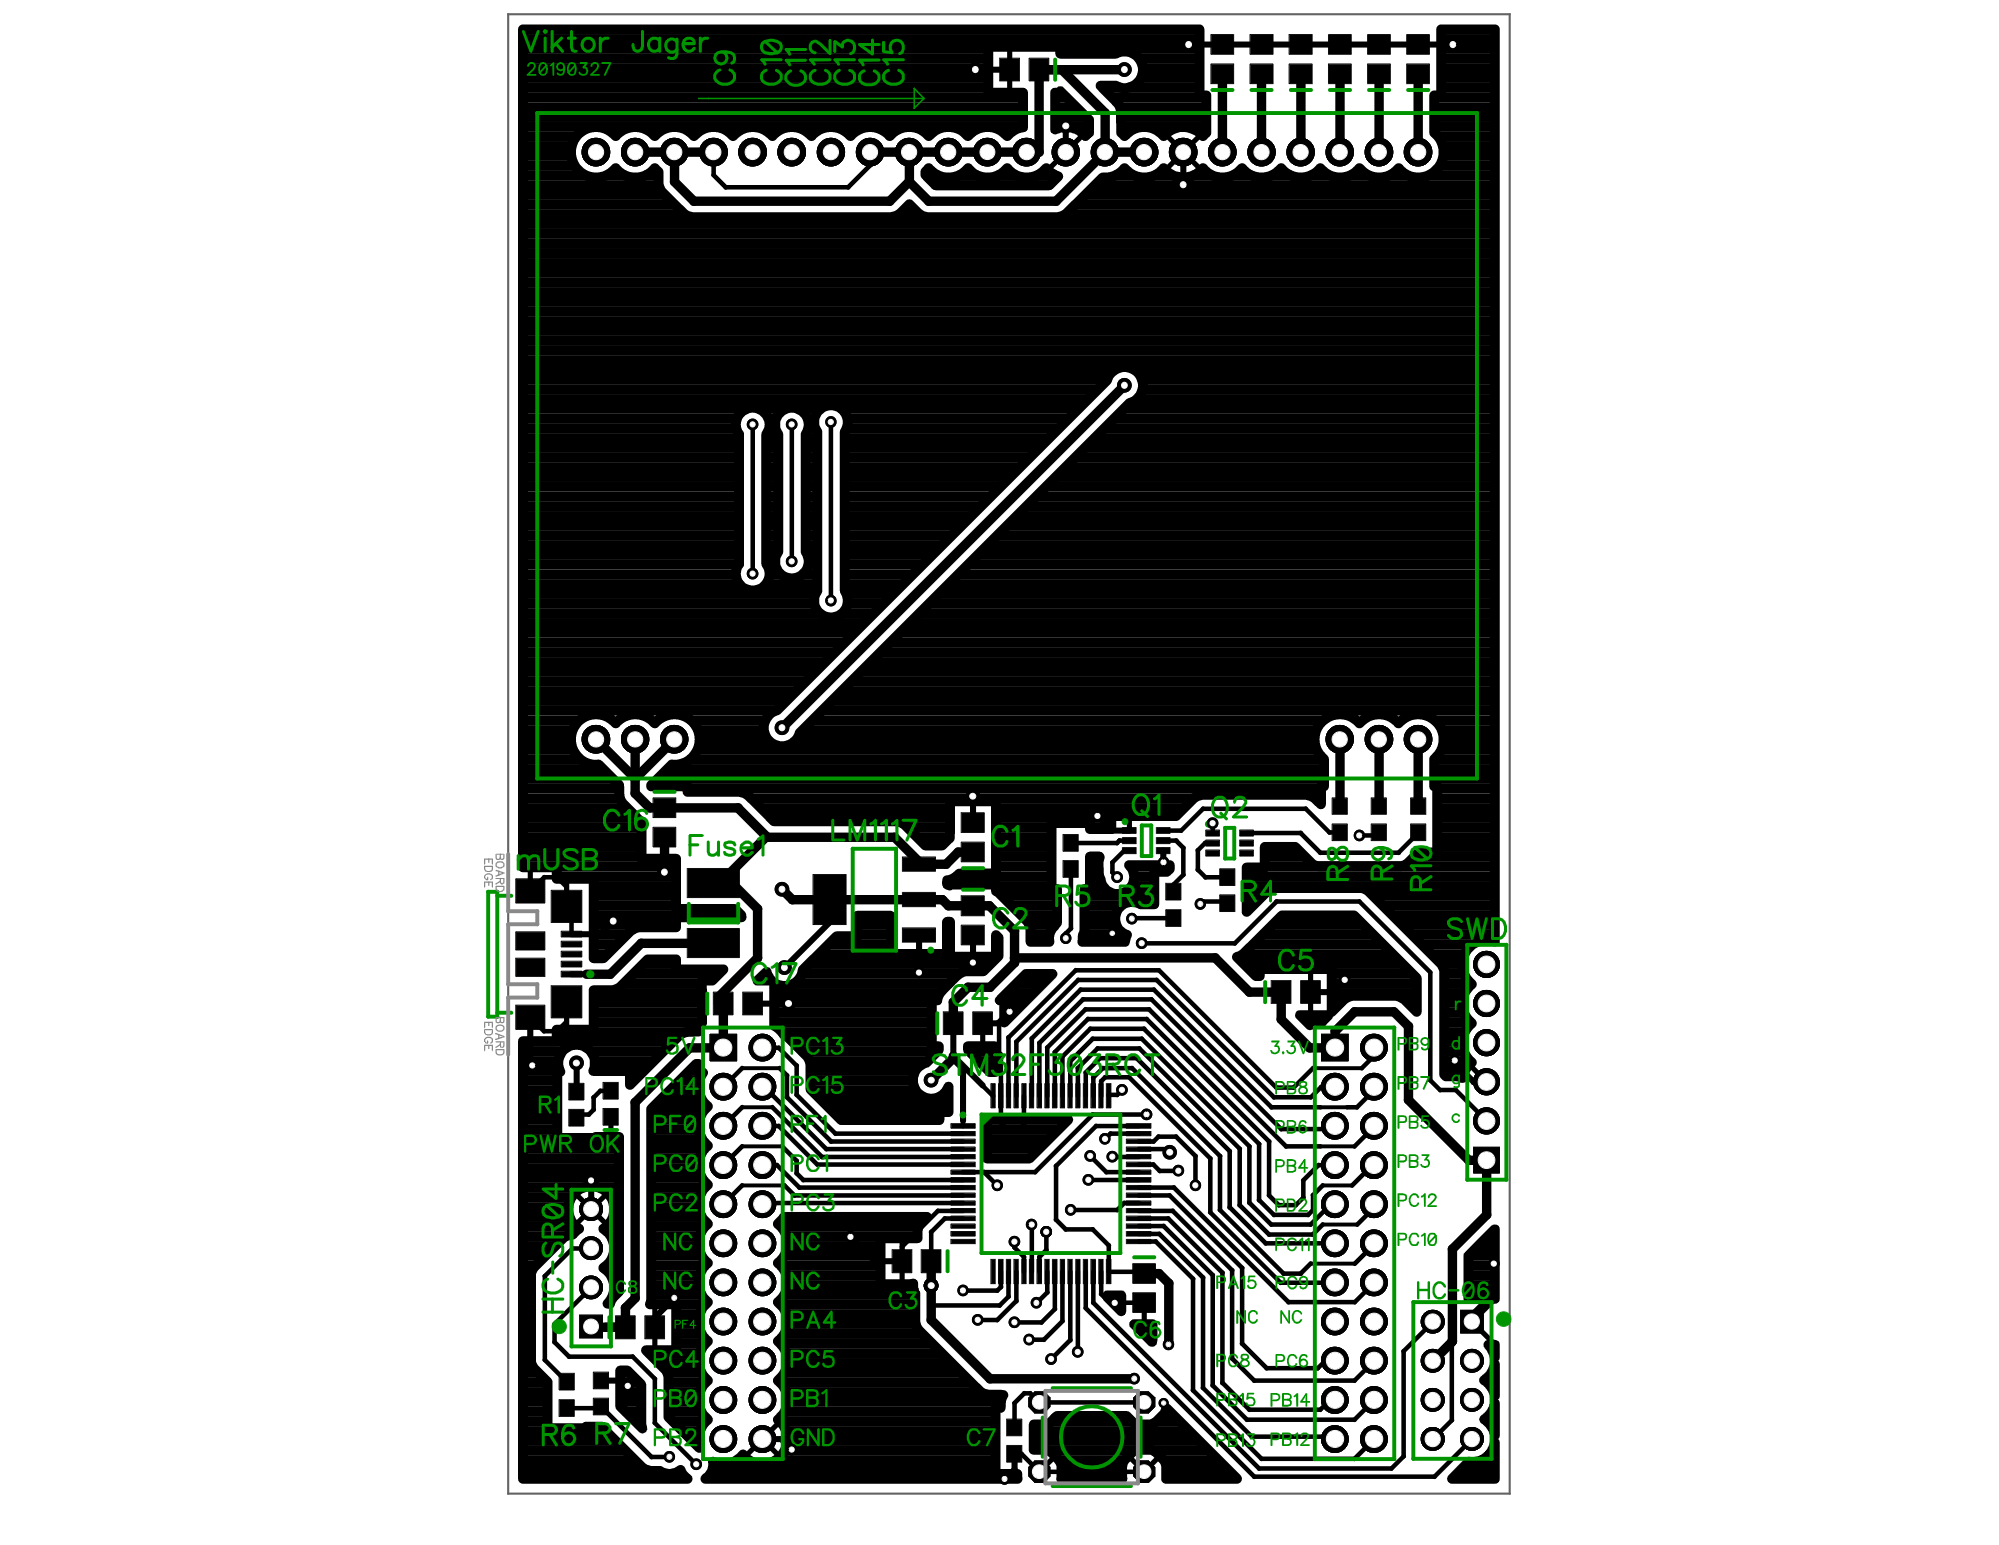 Viktor Jager
20190327
C9
C10
C11
C12
C13
C14
C15
C16
Fuse1
LM1117
C1
Q1
Q2
mUSB
BOARD
EDGE
R5
R3
R4
R8
R9
R10
C2
SWD
C17
C4
C5
BOARD
EDGE
STM32F303RCT
5V PC13
PC14 PC15
PF0 PF1
PC0 PC1
PC2 PC3
NC NC
NC NC
PF4 PA4
PC4 PC5
PB0 PB1
PB2 GND
3.3V PB9
PB8 PB7
PB6 PB5
PB4 PB3
PB2 PC12
PC11 PC10
PA15 PC9
NC NC
PC8 PC6
PB15 PB14
PB13 PB12
r
d
g
c
R1
PWR OK
HC-SR04
C8
C3
C6
HC-06
R6
R7
C7